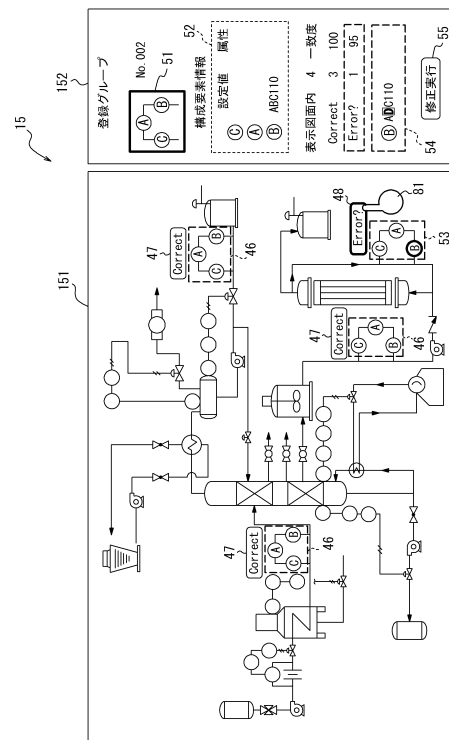 15
152
登録グループ
No. 002
51
C A B
構成要素情報
52
設定値 属性
C
A
B ABC110
表示図面内 4 一致度
Correct 3 100
Error? 1 95
B ADC110
54
修正実行
55
151
47
Correct
A
C B
46
48
Error?
81
A
C B
53
47
Correct
A
C B
46
47
Correct
A
C B
46